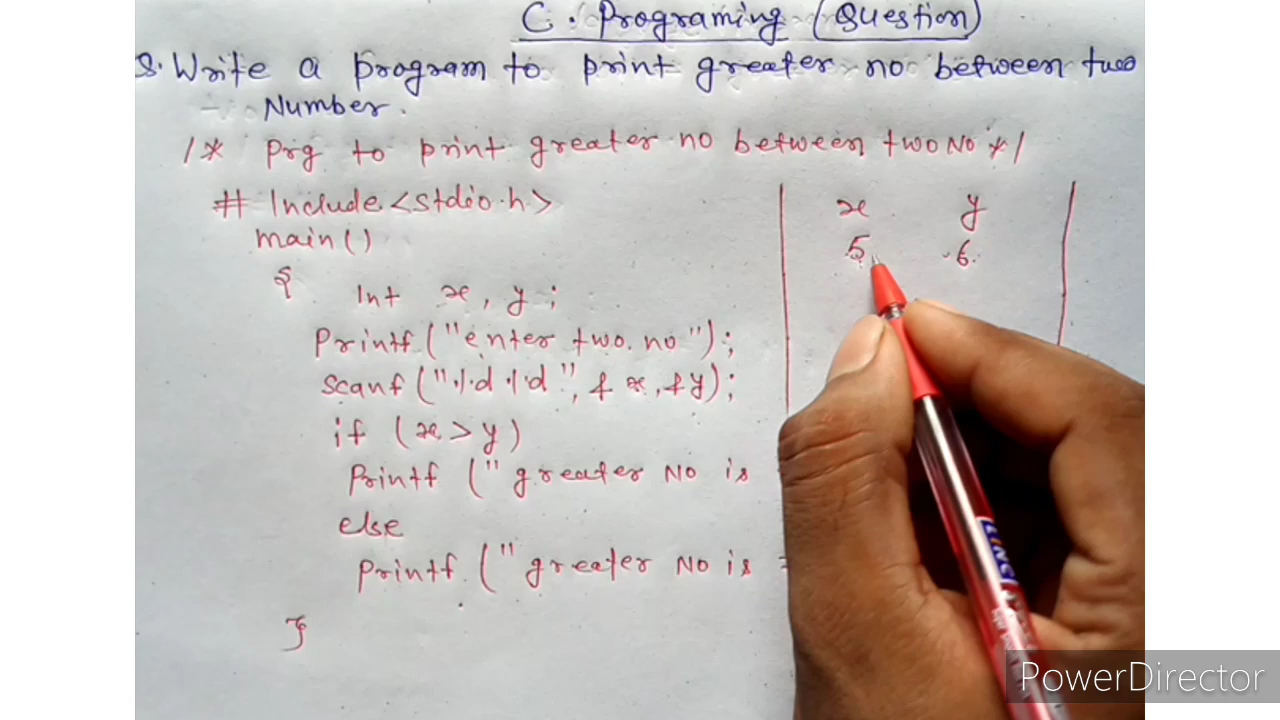 C. Programing (Question)
Q. Write a program to print greater no between two
Number.
/* Prg to print greater no between two No */
# Include <stdio.h>
main()
{ Int x, y;
Printf ("enter two no");
Scanf ("%d %d", & x, & y);
if (x > y)
Printf (" greater No is
else
Printf (" greater No is =
}
x y
5 6
LINC
PowerDirector